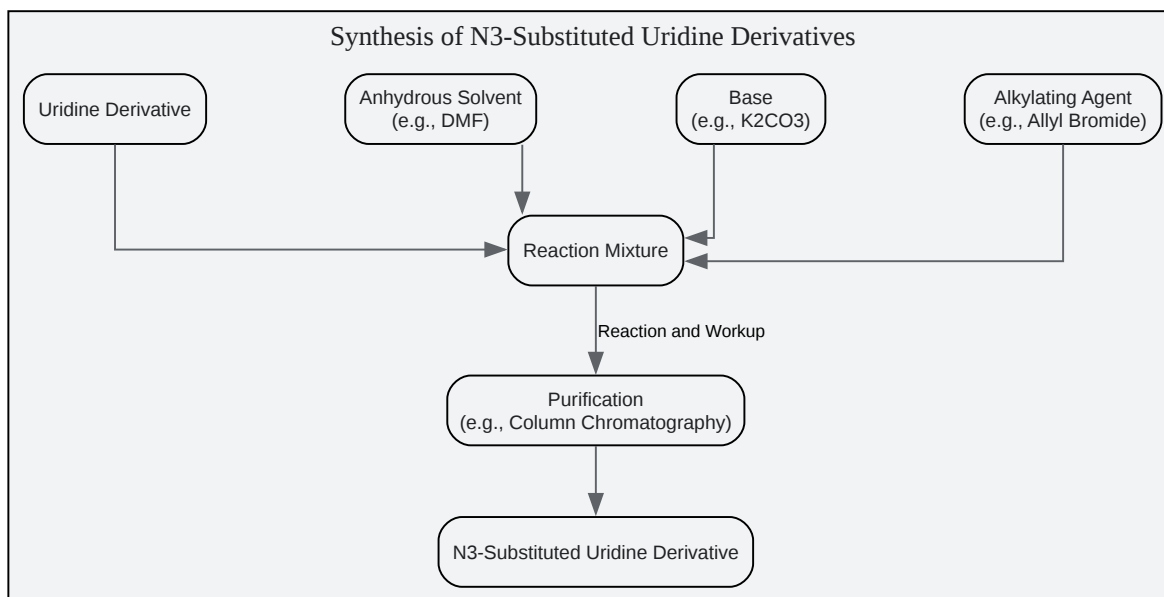 Synthesis of N3-Substituted Uridine Derivatives
Uridine Derivative
Anhydrous Solvent
(e.g., DMF)
Base
(e.g., K2CO3)
Alkylating Agent
(e.g., Allyl Bromide)
Reaction Mixture
Reaction and Workup
Purification
(e.g., Column Chromatography)
N3-Substituted Uridine Derivative